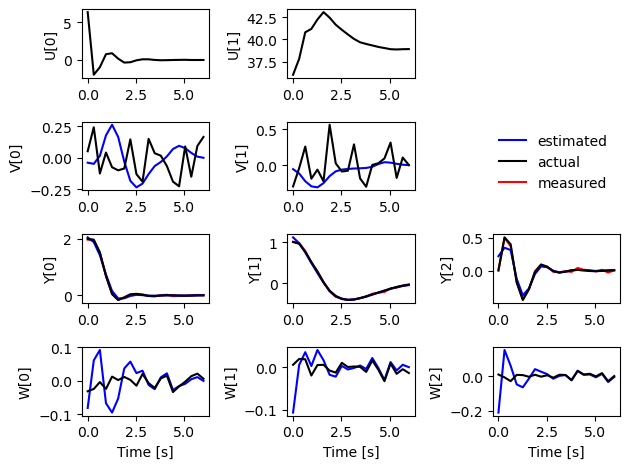 U[0]
5
0
0.0 2.5 5.0
U[1]
42.5
40.0
37.5
0.0 2.5 5.0
V[0]
0.25
0.00
−0.25
0.0 2.5 5.0
V[1]
0.5
0.0
0.0 2.5 5.0
estimated
actual
measured
Y[0]
2
0
0.0 2.5 5.0
Y[1]
1
0
0.0 2.5 5.0
Y[2]
0.5
0.0
0.0 2.5 5.0
W[0]
0.1
0.0
−0.1
0.0 2.5 5.0
Time [s]
W[1]
0.0
−0.1
0.0 2.5 5.0
Time [s]
W[2]
0.0
−0.2
0.0 2.5 5.0
Time [s]